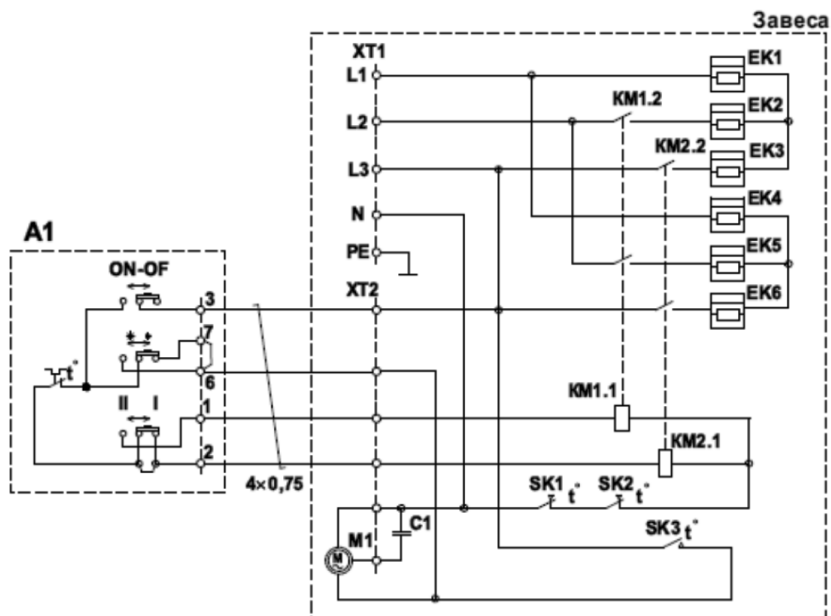 Завеса
XT1
L1
EK1
KM1.2
L2
EK2
KM2.2
L3
EK3
N
EK4
A1
PE
EK5
ON-OF
XT2
EK6
3
7
t°
6
II I
1
KM1.1
2
KM2.1
4×0,75
SK1 t° SK2 t°
C1
SK3 t°
M1
M